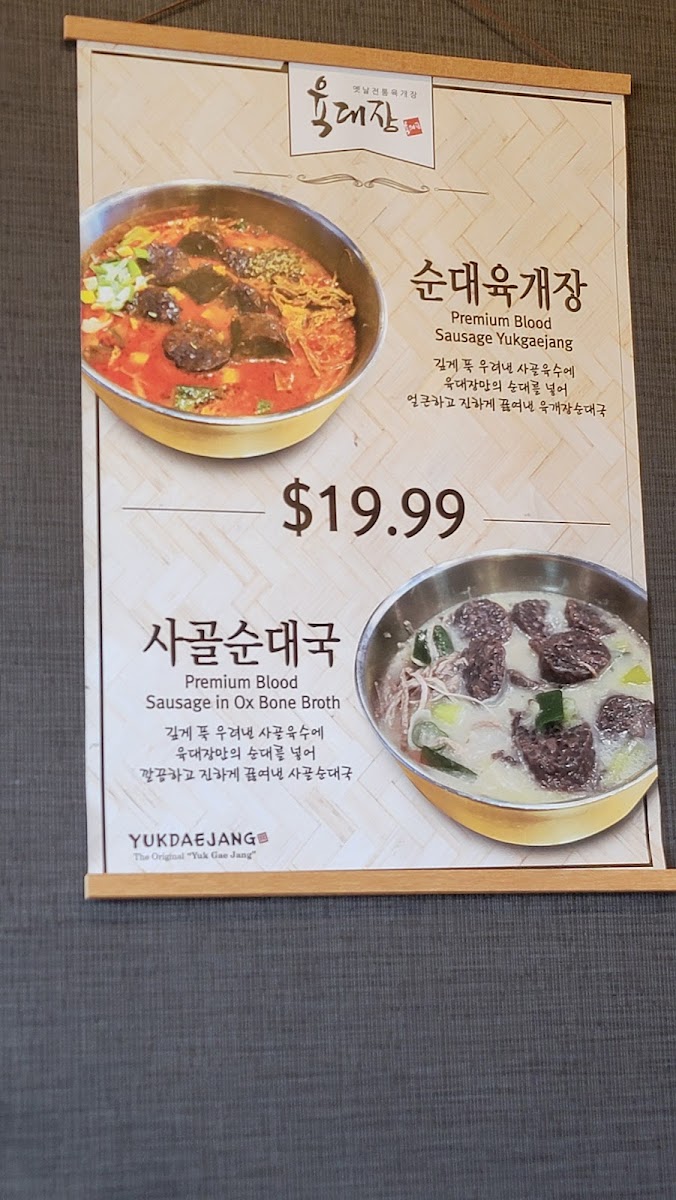 옛날전통육개장
육대장
순대육개장
Premium Blood
Sausage Yukgaejang
깊게 푹 우려낸 사골육수에
육대장만의 순대를 넣어
얼큰하고 진하게 끓여낸 육개장순대국
$19.99
사골순대국
Premium Blood
Sausage in Ox Bone Broth
깊게 푹 우려낸 사골육수에
육대장만의 순대를 넣어
깔끔하고 진하게 끓여낸 사골순대국
YUKDAEJANG
The Original "Yuk Gae Jang"